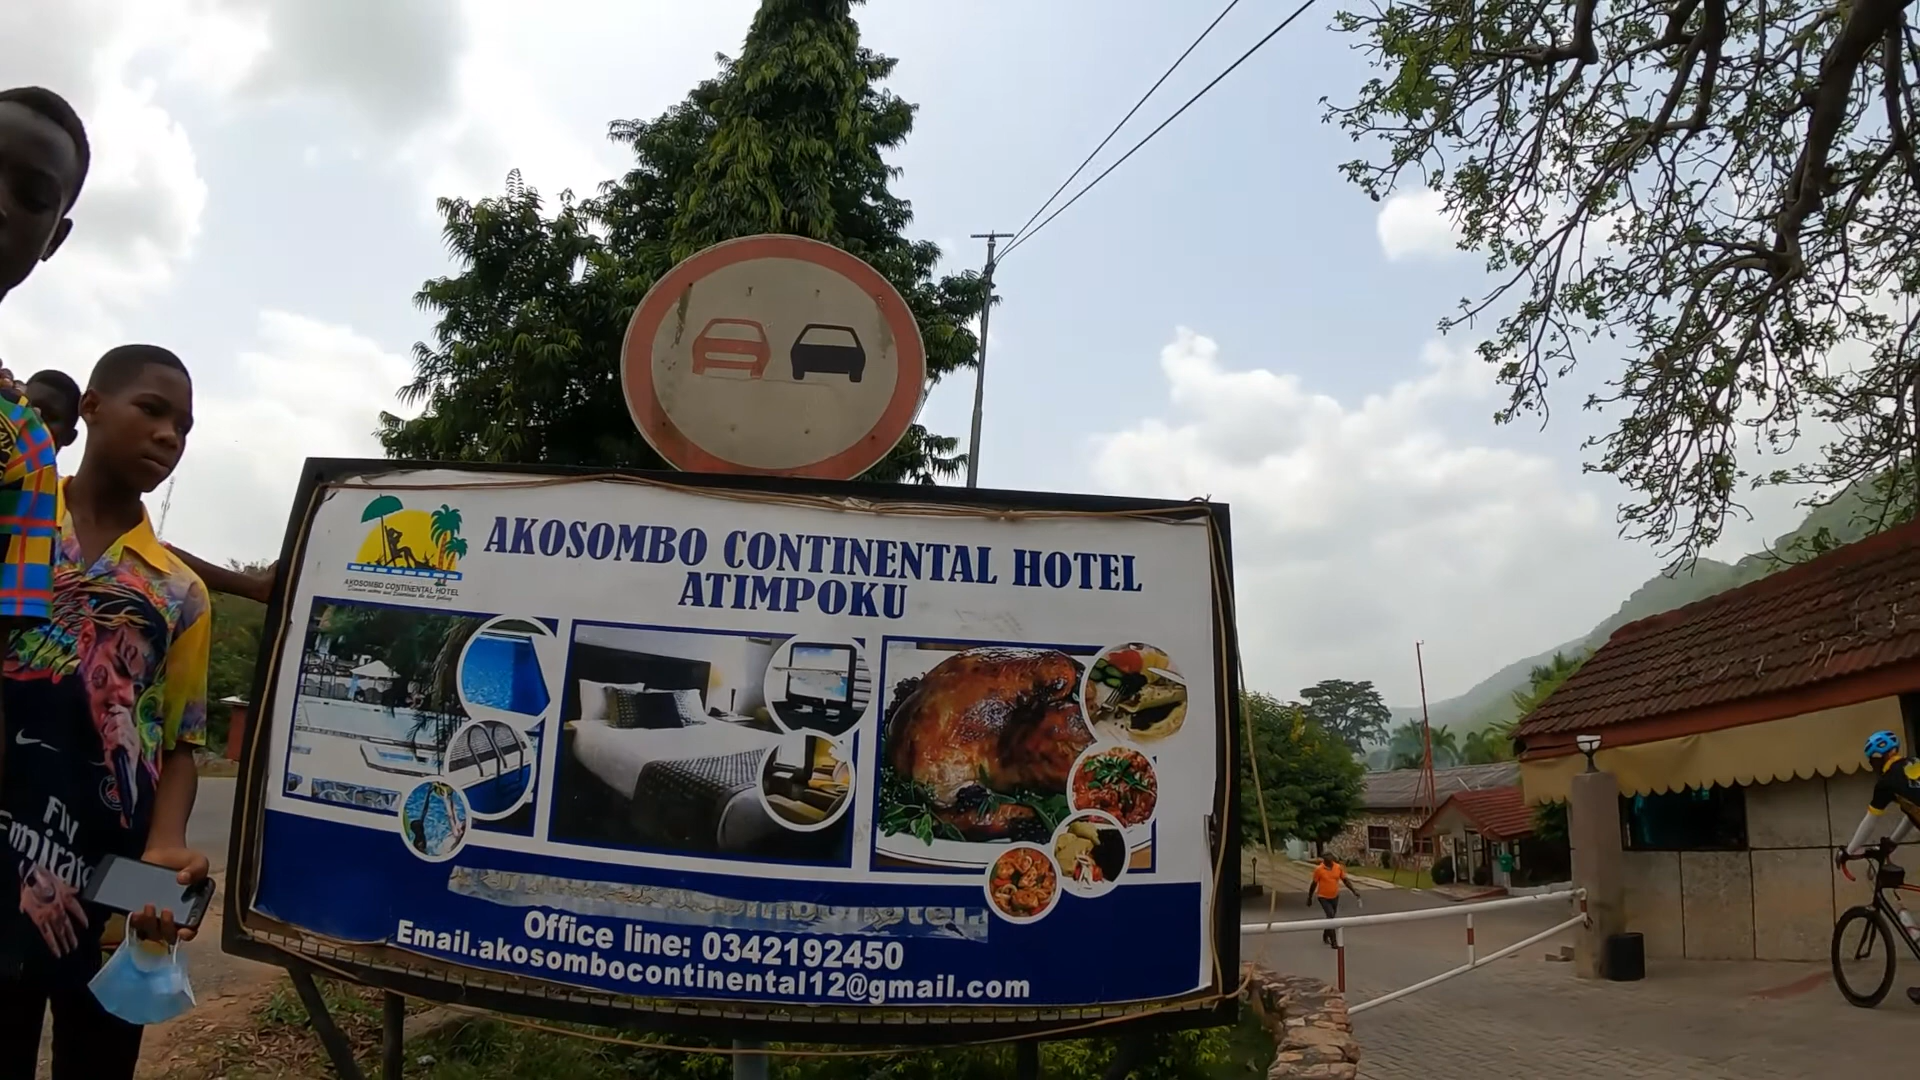 AKOSOMBO CONTINENTAL HOTEL
ATIMPOKU
AKOSOMBO CONTINENTAL HOTEL
Office line: 0342192450
Email.akosombocontinental12@gmail.com
Fly
Emirates